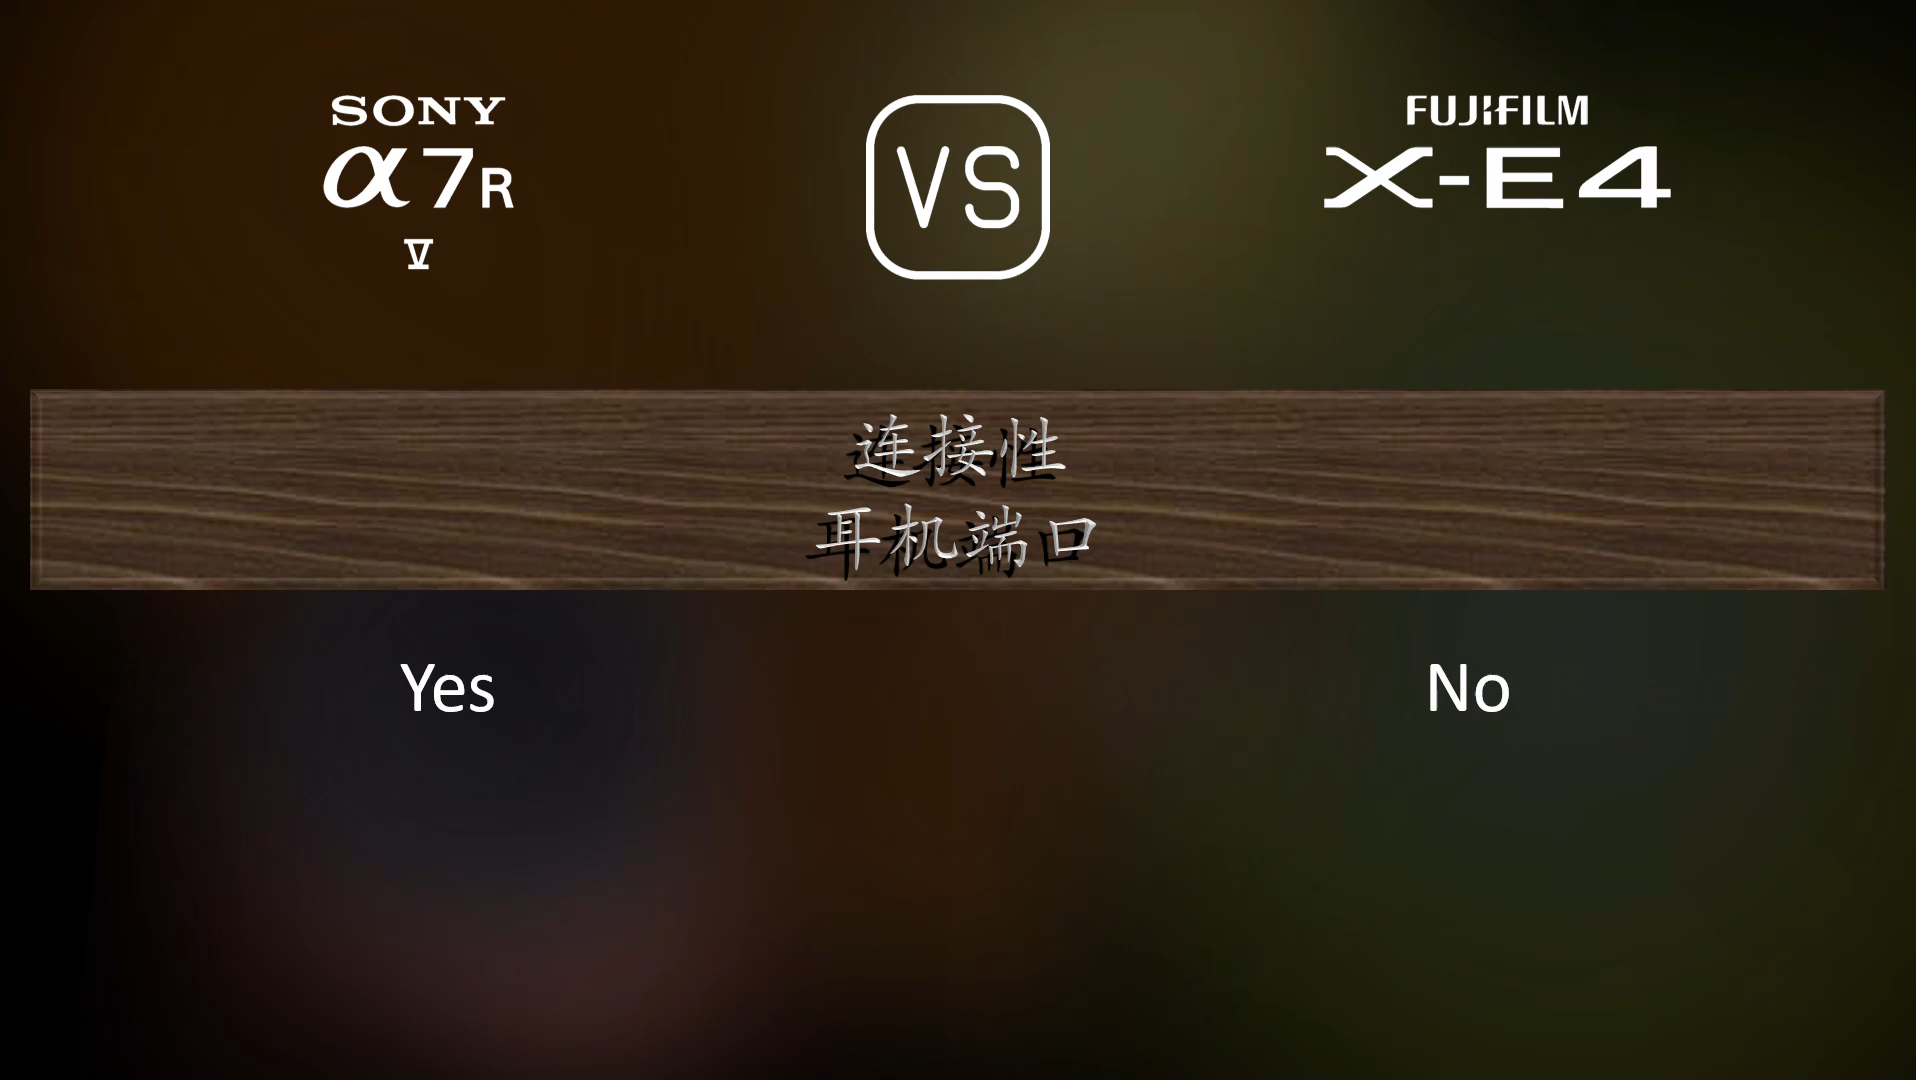 SONY
α7R
V
VS
FUJIFILM
X-E4
连接性
耳机端口
Yes
No